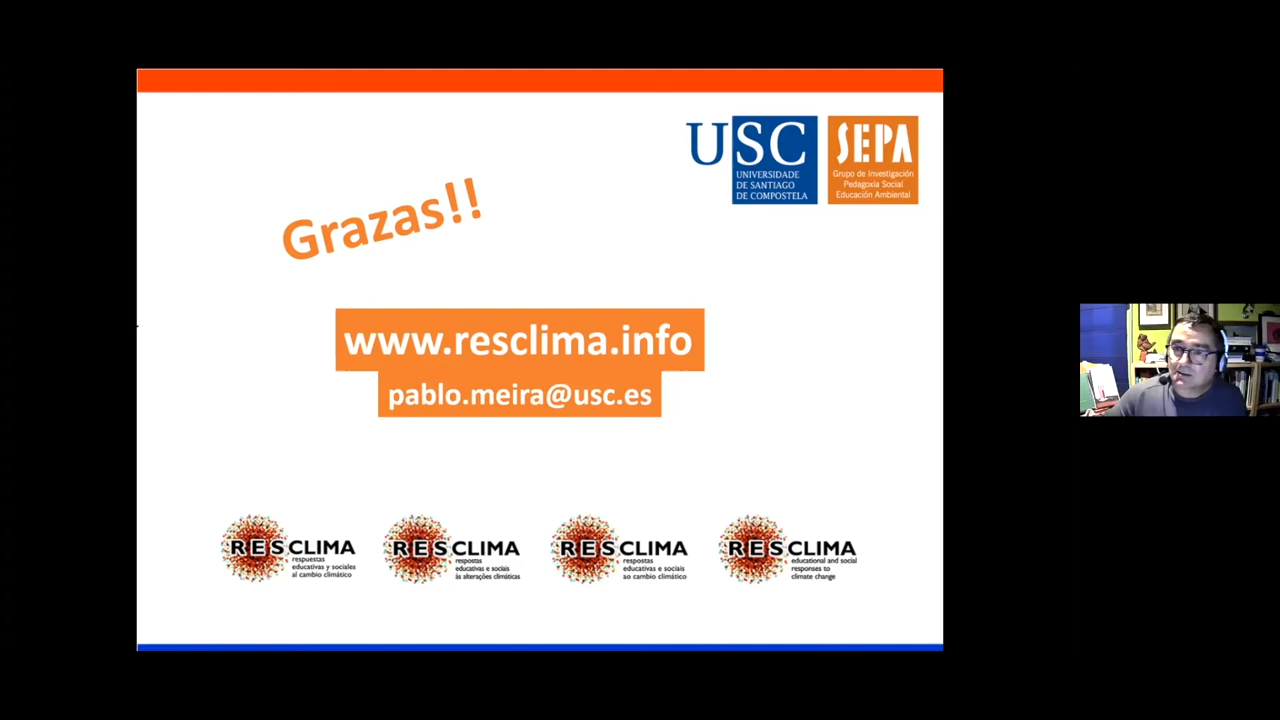 USC
UNIVERSIDADE
DE SANTIAGO
DE COMPOSTELA
SEPA
Grupo de Investigación
Pedagoxía Social
Educación Ambiental
Grazas!!
www.resclima.info
pablo.meira@usc.es
RESCLIMA
respuestas
educativas y sociales
al cambio climático
RESCLIMA
respostas
educativas e sociais
às alterações climáticas
RESCLIMA
respostas
educativas e sociais
ao cambio climático
RESCLIMA
educational and social
responses to
climate change